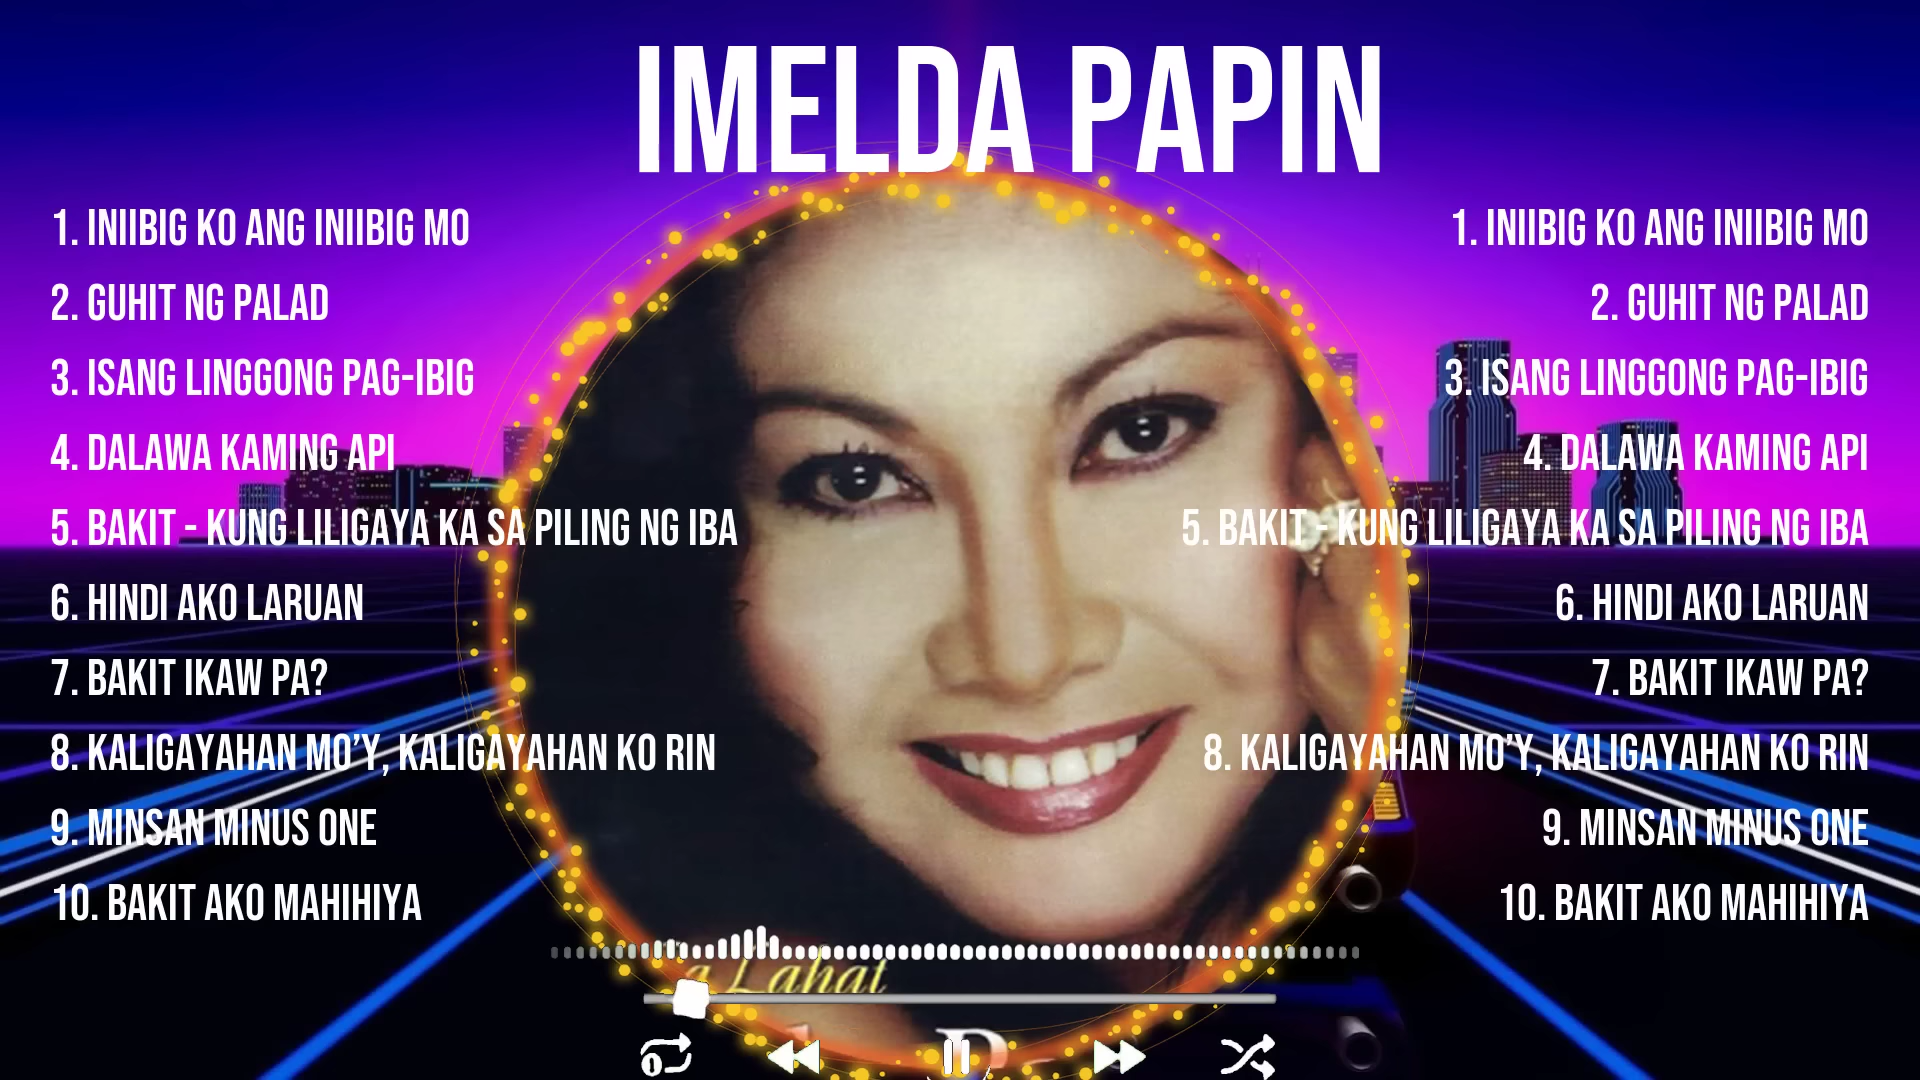 IMELDA PAPIN
1. INIIBIG KO ANG INIIBIG MO
2. GUHIT NG PALAD
3. ISANG LINGGONG PAG-IBIG
4. DALAWA KAMING API
5. BAKIT - KUNG LILIGAYA KA SA PILING NG IBA
6. HINDI AKO LARUAN
7. BAKIT IKAW PA?
8. KALIGAYAHAN MO'Y, KALIGAYAHAN KO RIN
9. MINSAN MINUS ONE
10. BAKIT AKO MAHIHIYA
1. INIIBIG KO ANG INIIBIG MO
2. GUHIT NG PALAD
3. ISANG LINGGONG PAG-IBIG
4. DALAWA KAMING API
5. BAKIT - KUNG LILIGAYA KA SA PILING NG IBA
6. HINDI AKO LARUAN
7. BAKIT IKAW PA?
8. KALIGAYAHAN MO'Y, KALIGAYAHAN KO RIN
9. MINSAN MINUS ONE
10. BAKIT AKO MAHIHIYA
a Lahat